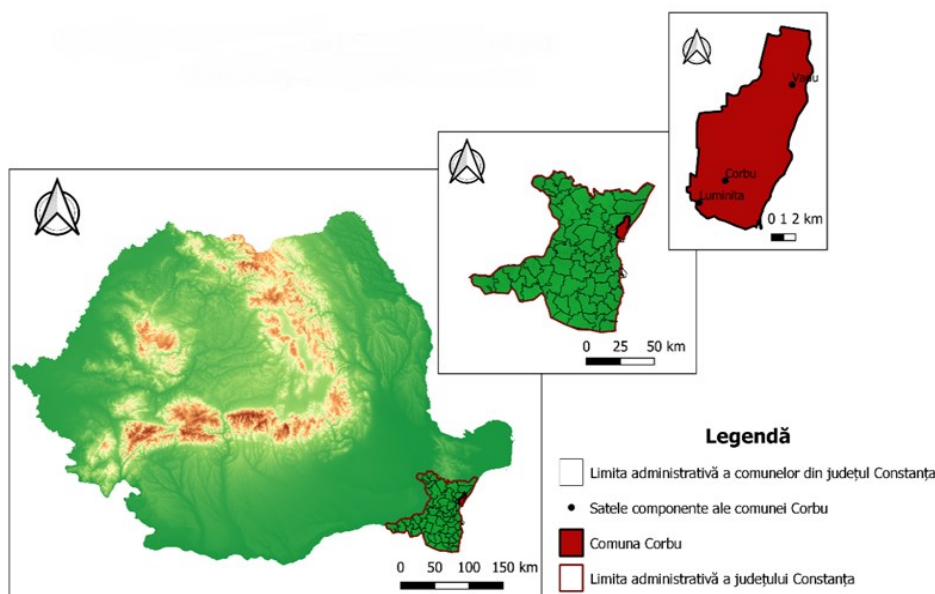 Vadu
Corbu
Luminita
0 1 2 km
0 25 50 km
0 50 100 150 km
Legendă
Limita administrativă a comunelor din județul Constanța
Satele componente ale comunei Corbu
Comuna Corbu
Limita administrativă a județului Constanța